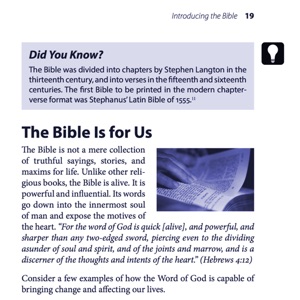 Introducing the Bible 19
Did You Know?
The Bible was divided into chapters by Stephen Langton in the
thirteenth century, and into verses in the fifteenth and sixteenth
centuries. The first Bible to be printed in the modern chapter-
verse format was Stephanus' Latin Bible of 1555.
The Bible Is for Us
The Bible is not a mere collection
of truthful sayings, stories, and
maxims for life. Unlike other reli-
gious books, the Bible is alive. It is
powerful and influential. Its words
go down into the innermost soul
of man and expose the motives of
the heart. "For the word of God is quick [alive], and powerful, and
sharper than any two-edged sword, piercing even to the dividing
asunder of soul and spirit, and of the joints and marrow, and is a
discerner of the thoughts and intents of the heart." (Hebrews 4:12)
Consider a few examples of how the Word of God is capable of
bringing change and affecting our lives.